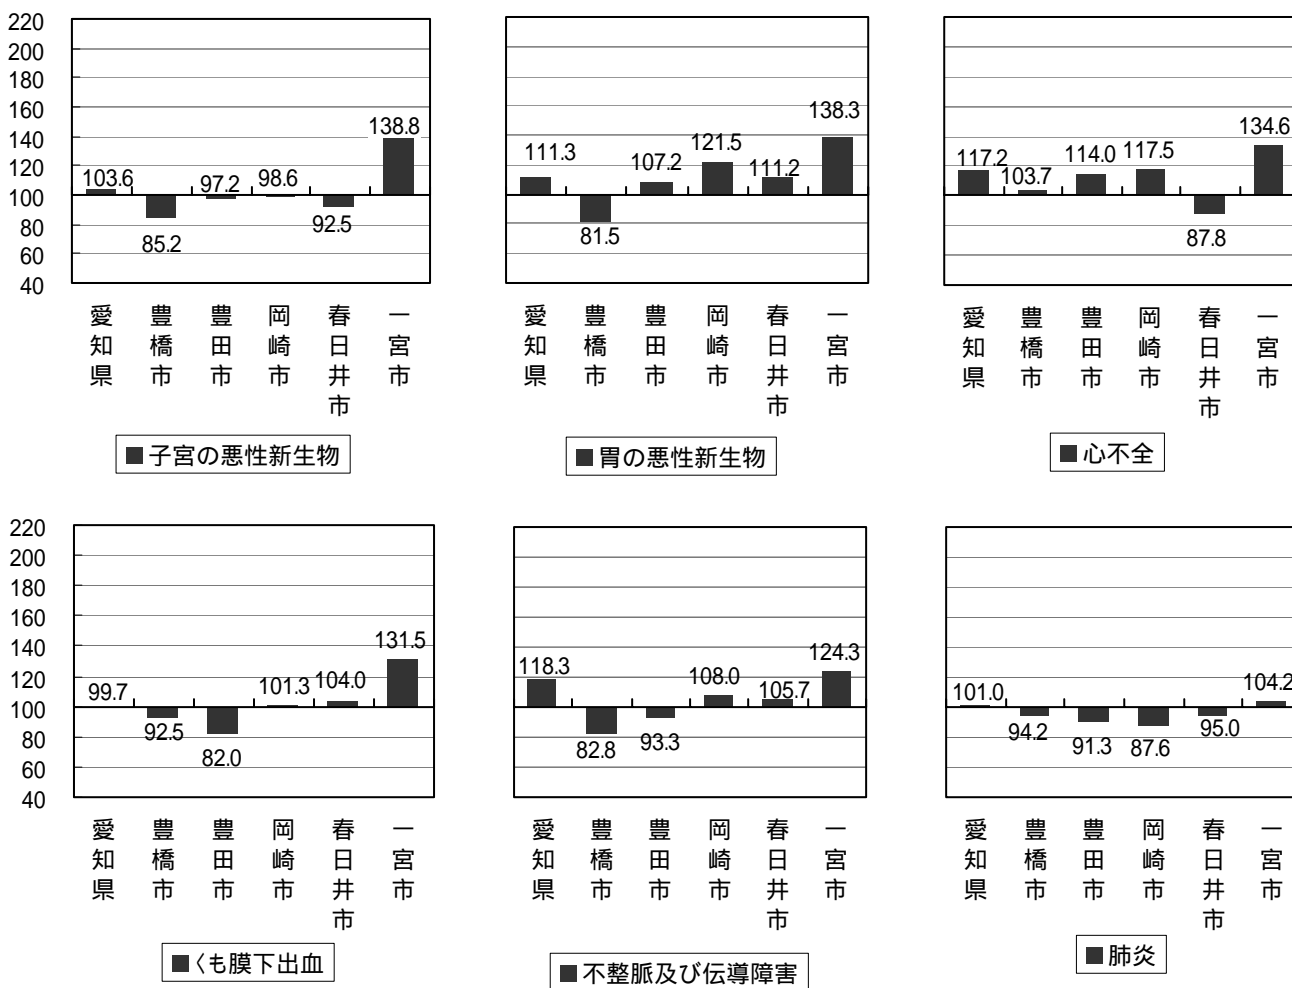 220
200
180
160
140
120
100
80
60
40
103.6
85.2
97.2
98.6
92.5
138.8
愛知県
豊橋市
豊田市
岡崎市
春日井市
一宮市
■子宮の悪性新生物
111.3
81.5
107.2
121.5
111.2
138.3
愛知県
豊橋市
豊田市
岡崎市
春日井市
一宮市
■胃の悪性新生物
117.2
103.7
114.0
117.5
87.8
134.6
愛知県
豊橋市
豊田市
岡崎市
春日井市
一宮市
■心不全
220
200
180
160
140
120
100
80
60
40
99.7
92.5
82.0
101.3
104.0
131.5
愛知県
豊橋市
豊田市
岡崎市
春日井市
一宮市
■くも膜下出血
118.3
82.8
93.3
108.0
105.7
124.3
愛知県
豊橋市
豊田市
岡崎市
春日井市
一宮市
■不整脈及び伝導障害
101.0
94.2
91.3
87.6
95.0
104.2
愛知県
豊橋市
豊田市
岡崎市
春日井市
一宮市
■肺炎